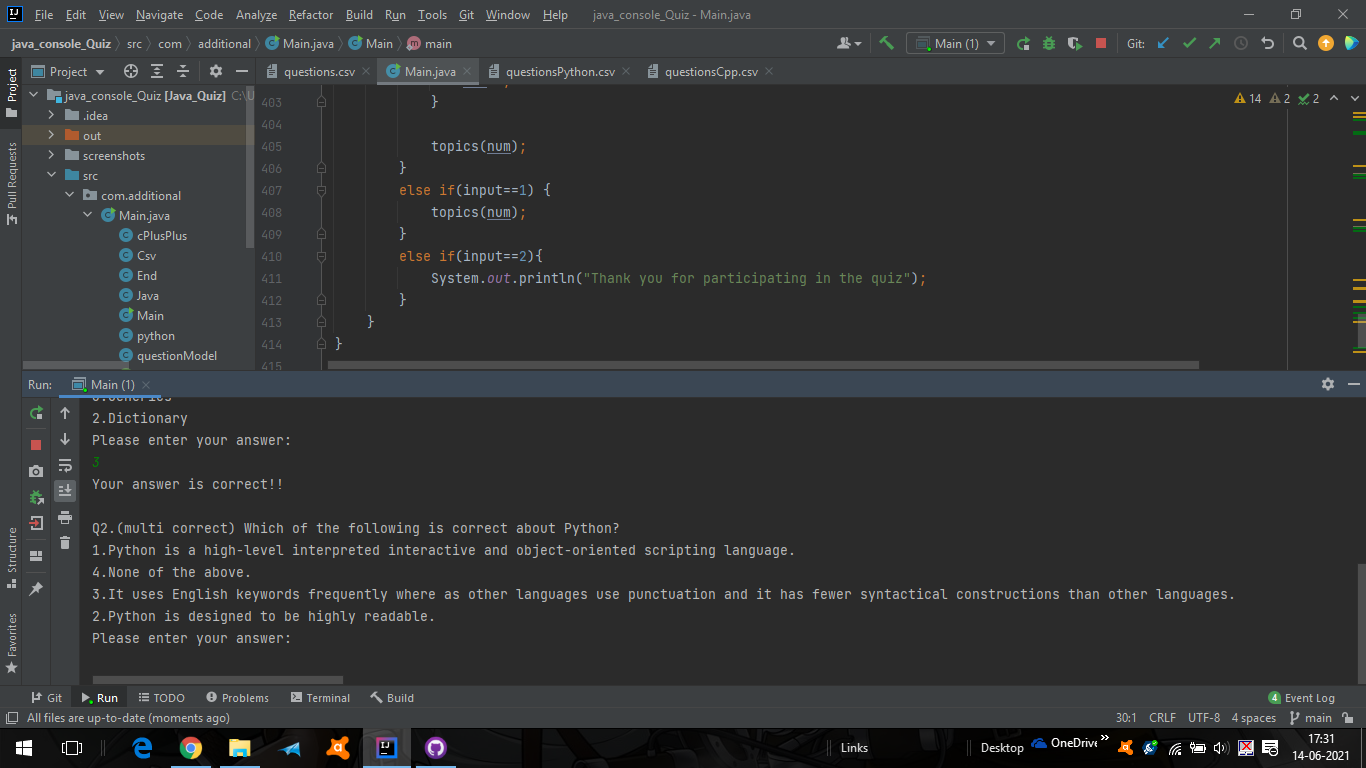 File Edit View Navigate Code Analyze Refactor Build Run Tools Git Window Help java_console_Quiz - Main.java
java_console_Quiz src com additional Main.java Main main Main (1) Git:
Project questions.csv Main.java questionsPython.csv questionsCpp.csv
Project
Pull Requests
Structure
Favorites
java_console_Quiz [Java_Quiz] C:\U
.idea
out
screenshots
src
com.additional
Main.java
cPlusPlus
Csv
End
Java
Main
python
questionModel
14 2 2
403 }
404
405 topics(num);
406 }
407 else if(input==1) {
408 topics(num);
409 }
410 else if(input==2){
411 System.out.println("Thank you for participating in the quiz");
412 }
413 }
414 }
415
Run: Main (1)
2.Dictionary
Please enter your answer:
3
Your answer is correct!!
Q2.(multi correct) Which of the following is correct about Python?
1.Python is a high-level interpreted interactive and object-oriented scripting language.
4.None of the above.
3.It uses English keywords frequently where as other languages use punctuation and it has fewer syntactical constructions than other languages.
2.Python is designed to be highly readable.
Please enter your answer:
Git Run TODO Problems Terminal Build 4 Event Log
All files are up-to-date (moments ago) 30:1 CRLF UTF-8 4 spaces main
Links Desktop OneDrive 17:31
14-06-2021